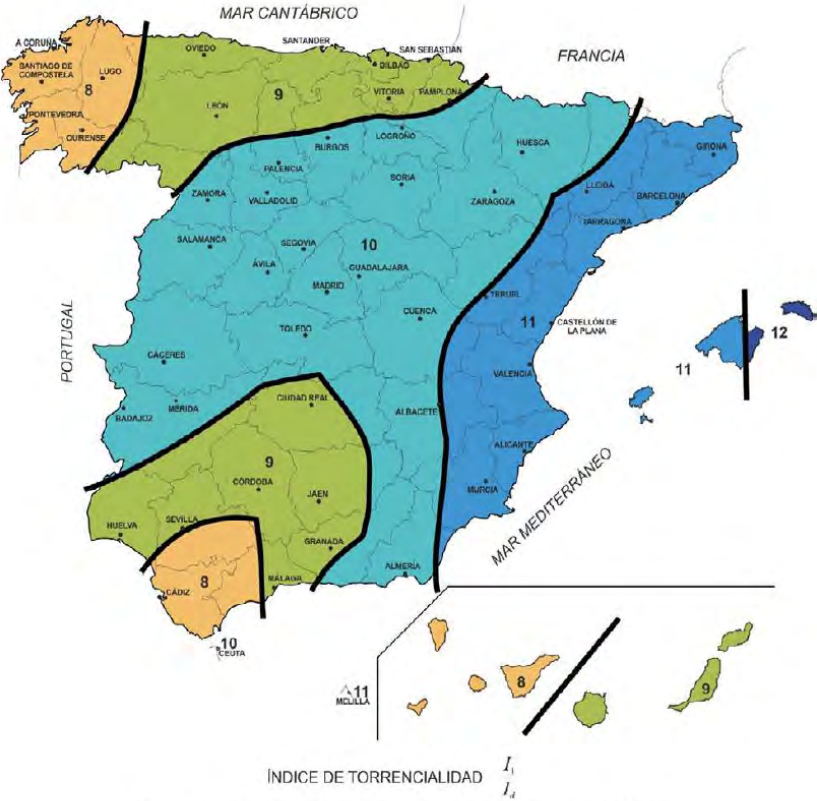 MAR CANTÁBRICO
A CORUÑA
SANTIAGO DE
COMPOSTELA
LUGO
8
PONTEVEDRA
OURENSE
OVIEDO
SANTANDER
SAN SEBASTIÁN
BILBAO
FRANCIA
LEÓN
9
VITORIA
PAMPLONA
LOGROÑO
BURGOS
HUESCA
PALENCIA
GIRONA
ZAMORA
VALLADOLID
SORIA
ZARAGOZA
LLEIDA
BARCELONA
TARRAGONA
SALAMANCA
SEGOVIA
10
ÁVILA
GUADALAJARA
MADRID
TERUEL
PORTUGAL
CUENCA
11
CASTELLÓN DE
LA PLANA
12
TOLEDO
CÁCERES
VALENCIA
11
MÉRIDA
BADAJOZ
CIUDAD REAL
ALBACETE
ALICANTE
9
CÓRDOBA
JAEN
MURCIA
MAR MEDITERRÁNEO
HUELVA
SEVILLA
GRANADA
8
MÁLAGA
ALMERÍA
CÁDIZ
10
CEUTA
11
MELILLA
8
9
ÍNDICE DE TORRENCIALIDAD
I1
Id